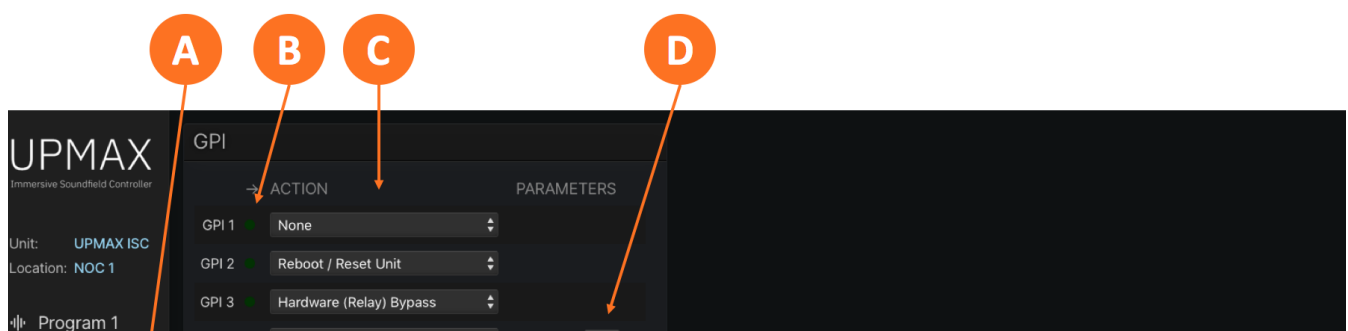 A B C D
UPMAX
Immersive Soundfield Controller
GPI
→ ACTION PARAMETERS
GPI 1 None
Unit: UPMAX ISC
GPI 2 Reboot / Reset Unit
Location: NOC 1
GPI 3 Hardware (Relay) Bypass
Program 1